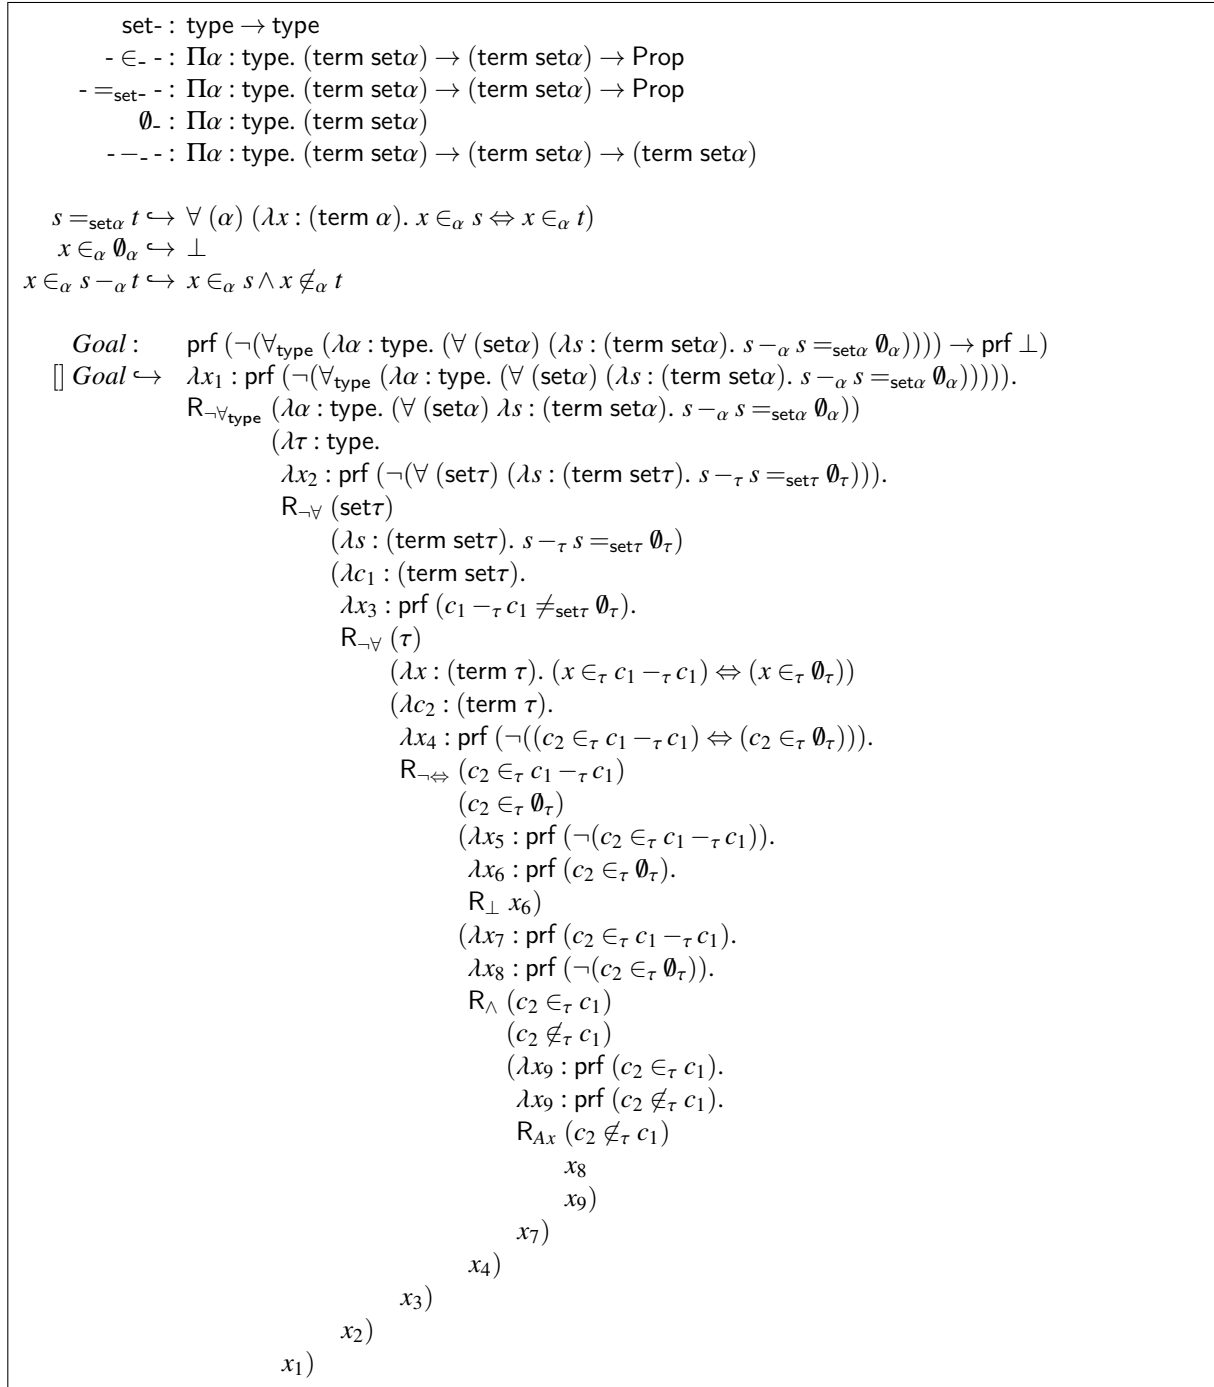 set- : type → type
- ∈- - : Πα : type. (term setα) → (term setα) → Prop
- =set- - : Πα : type. (term setα) → (term setα) → Prop
∅- : Πα : type. (term setα)
- −- - : Πα : type. (term setα) → (term setα) → (term setα)
s =setα t ↪ ∀ (α) (λx : (term α). x ∈α s ⇔ x ∈α t)
x ∈α ∅α ↪ ⊥
x ∈α s −α t ↪ x ∈α s ∧ x ∉α t
Goal : prf (¬(∀type (λα : type. (∀ (setα) (λs : (term setα). s −α s =setα ∅α)))) → prf ⊥)
[] Goal ↪ λx1 : prf (¬(∀type (λα : type. (∀ (setα) (λs : (term setα). s −α s =setα ∅α))))).
R¬∀type (λα : type. (∀ (setα) λs : (term setα). s −α s =setα ∅α))
(λτ : type.
λx2 : prf (¬(∀ (setτ) (λs : (term setτ). s −τ s =setτ ∅τ))).
R¬∀ (setτ)
(λs : (term setτ). s −τ s =setτ ∅τ)
(λc1 : (term setτ).
λx3 : prf (c1 −τ c1 ≠setτ ∅τ).
R¬∀ (τ)
(λx : (term τ). (x ∈τ c1 −τ c1) ⇔ (x ∈τ ∅τ))
(λc2 : (term τ).
λx4 : prf (¬((c2 ∈τ c1 −τ c1) ⇔ (c2 ∈τ ∅τ))).
R¬⇔ (c2 ∈τ c1 −τ c1)
(c2 ∈τ ∅τ)
(λx5 : prf (¬(c2 ∈τ c1 −τ c1)).
λx6 : prf (c2 ∈τ ∅τ).
R⊥ x6)
(λx7 : prf (c2 ∈τ c1 −τ c1).
λx8 : prf (¬(c2 ∈τ ∅τ)).
R∧ (c2 ∈τ c1)
(c2 ∉τ c1)
(λx9 : prf (c2 ∈τ c1).
λx9 : prf (c2 ∉τ c1).
RAx (c2 ∉τ c1)
x8
x9)
x7)
x4)
x3)
x2)
x1)